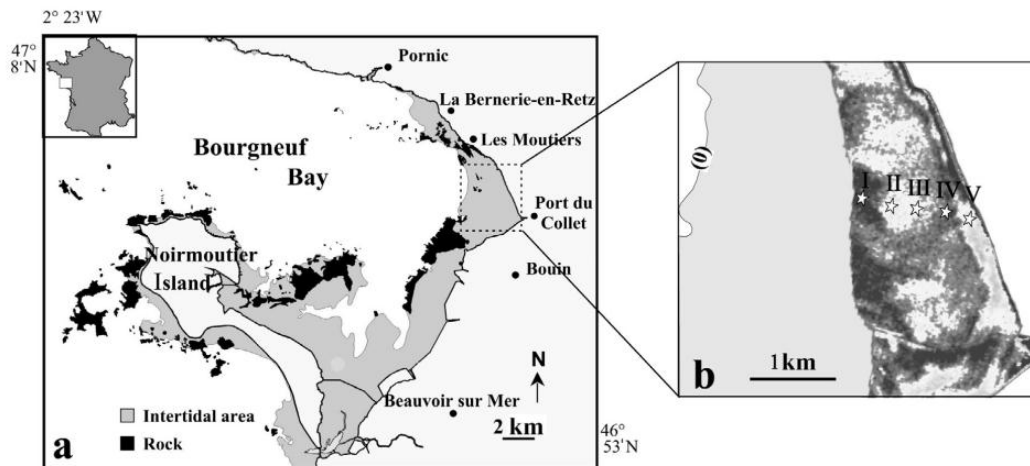 2° 23'W
47°
8'N
Pornic
La Bernerie-en-Retz
Bourgneuf
Bay
Les Moutiers
Port du
Collet
Noirmoutier
Island
Bouin
N
Beauvoir sur Mer
2 km
Intertidal area
Rock
a
46°
53'N
(0)
I II III IV V
1km
b